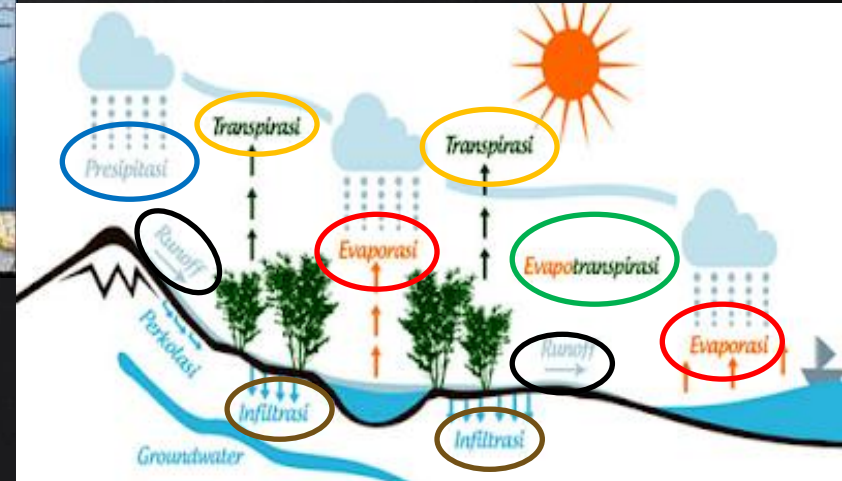 Transpirasi
Transpirasi
Presipitasi
Runoff
Evaporasi
Evapotranspirasi
Perkolasi
Runoff
Evaporasi
Infiltrasi
Infiltrasi
Groundwater